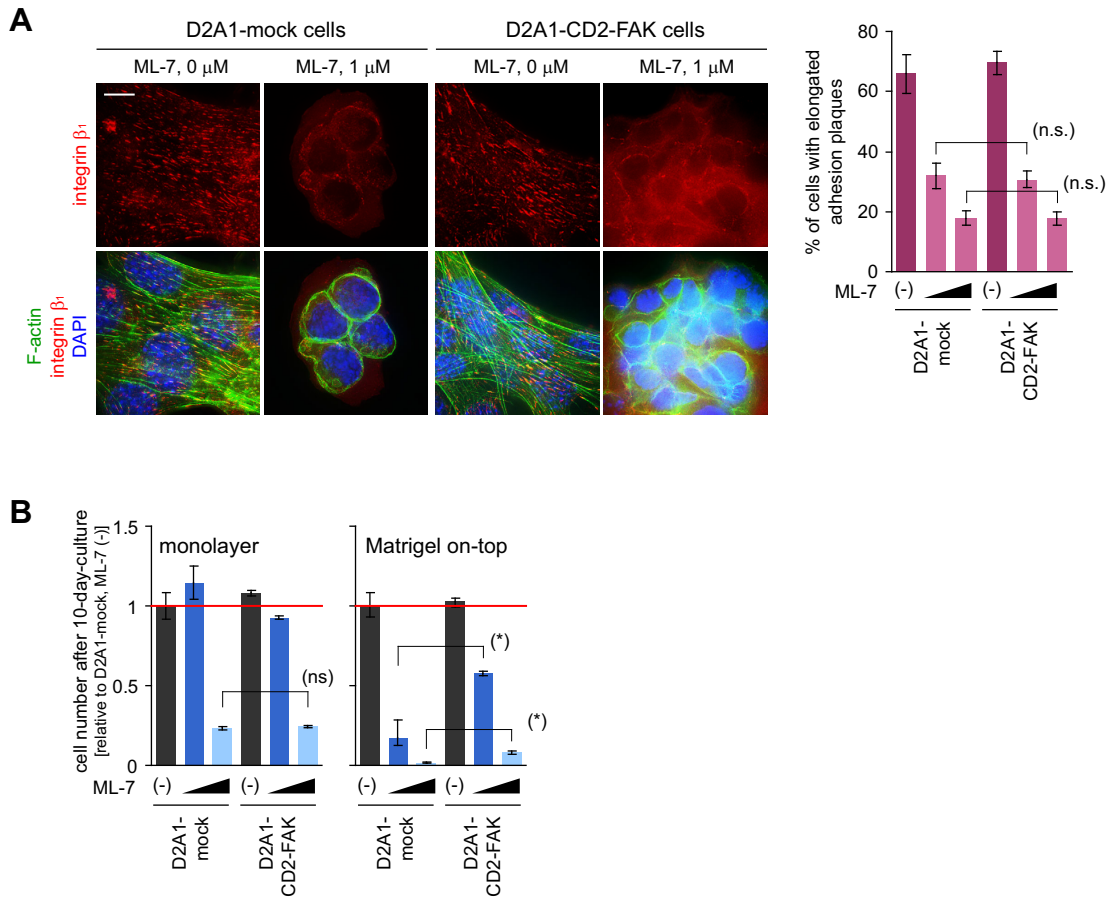 A
D2A1-mock cells
D2A1-CD2-FAK cells
ML-7, 0 μM
ML-7, 1 μM
ML-7, 0 μM
ML-7, 1 μM
integrin β1
F-actin
integrin β1
DAPI
% of cells with elongated
adhesion plaques
80
60
40
20
0
(n.s.)
(n.s.)
ML-7
(-)
(-)
D2A1-
mock
D2A1-
CD2-FAK
B
cell number after 10-day-culture
[relative to D2A1-mock, ML-7 (-)
1.5
1
0.5
0
monolayer
(ns)
Matrigel on-top
(*)
(*)
ML-7
(-)
(-)
(-)
(-)
D2A1-
mock
D2A1-
CD2-FAK
D2A1-
mock
D2A1-
CD2-FAK